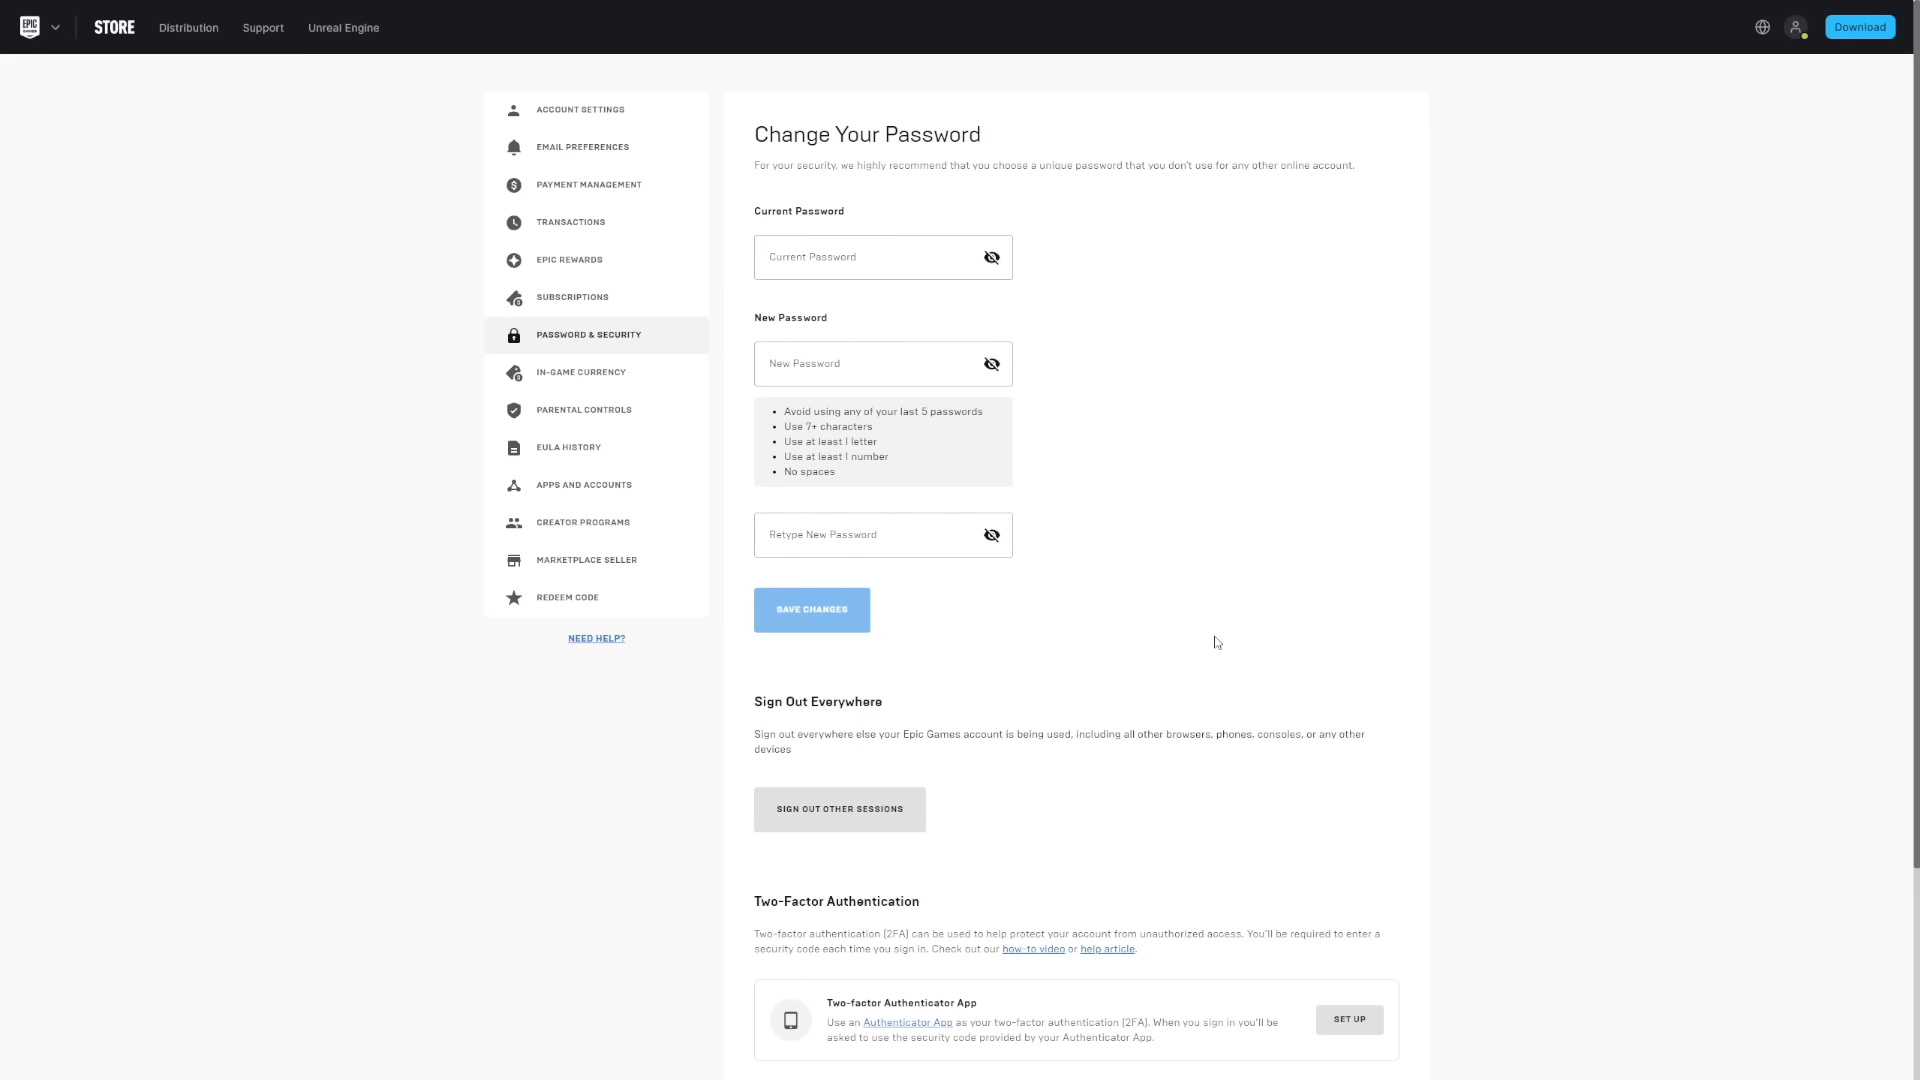 EPIC
GAMES
STORE
Distribution
Support
Unreal Engine
Download
ACCOUNT SETTINGS
EMAIL PREFERENCES
PAYMENT MANAGEMENT
TRANSACTIONS
EPIC REWARDS
SUBSCRIPTIONS
PASSWORD & SECURITY
IN-GAME CURRENCY
PARENTAL CONTROLS
EULA HISTORY
APPS AND ACCOUNTS
CREATOR PROGRAMS
MARKETPLACE SELLER
REDEEM CODE
NEED HELP?
Change Your Password
For your security, we highly recommend that you choose a unique password that you don't use for any other online account.
Current Password
Current Password
New Password
New Password
• Avoid using any of your last 5 passwords
• Use 7+ characters
• Use at least 1 letter
• Use at least 1 number
• No spaces
Retype New Password
SAVE CHANGES
Sign Out Everywhere
Sign out everywhere else your Epic Games account is being used, including all other browsers, phones, consoles, or any other
devices
SIGN OUT OTHER SESSIONS
Two-Factor Authentication
Two-factor authentication (2FA) can be used to help protect your account from unauthorized access. You'll be required to enter a
security code each time you sign in. Check out our how-to video or help article.
Two-factor Authenticator App
Use an Authenticator App as your two-factor authentication (2FA). When you sign in you'll be
asked to use the security code provided by your Authenticator App.
SET UP